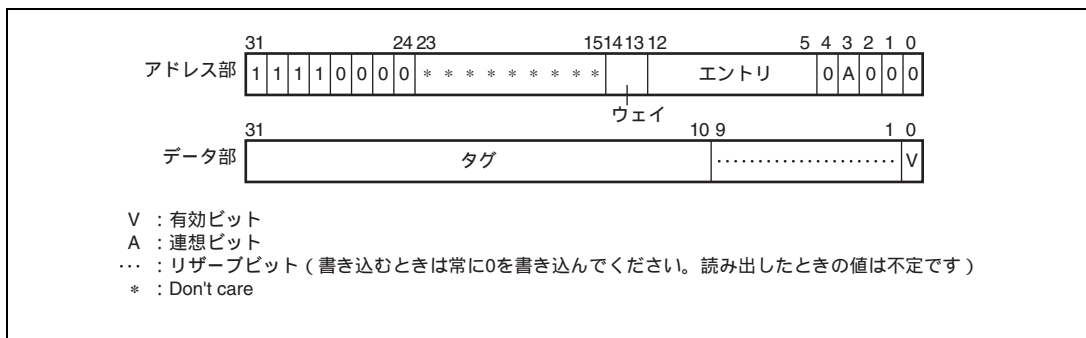 31 24 23 15 14 13 12 5 4 3 2 1 0
アドレス部 1 1 1 1 0 0 0 0 * * * * * * * * * エントリ 0 A 0 0 0
ウェイ
31 10 9 1 0
データ部 タグ ...................... V
V :有効ビット
A :連想ビット
… :リザーブビット(書き込むときは常に0を書き込んでください。読み出したときの値は不定です)
* :Don't care